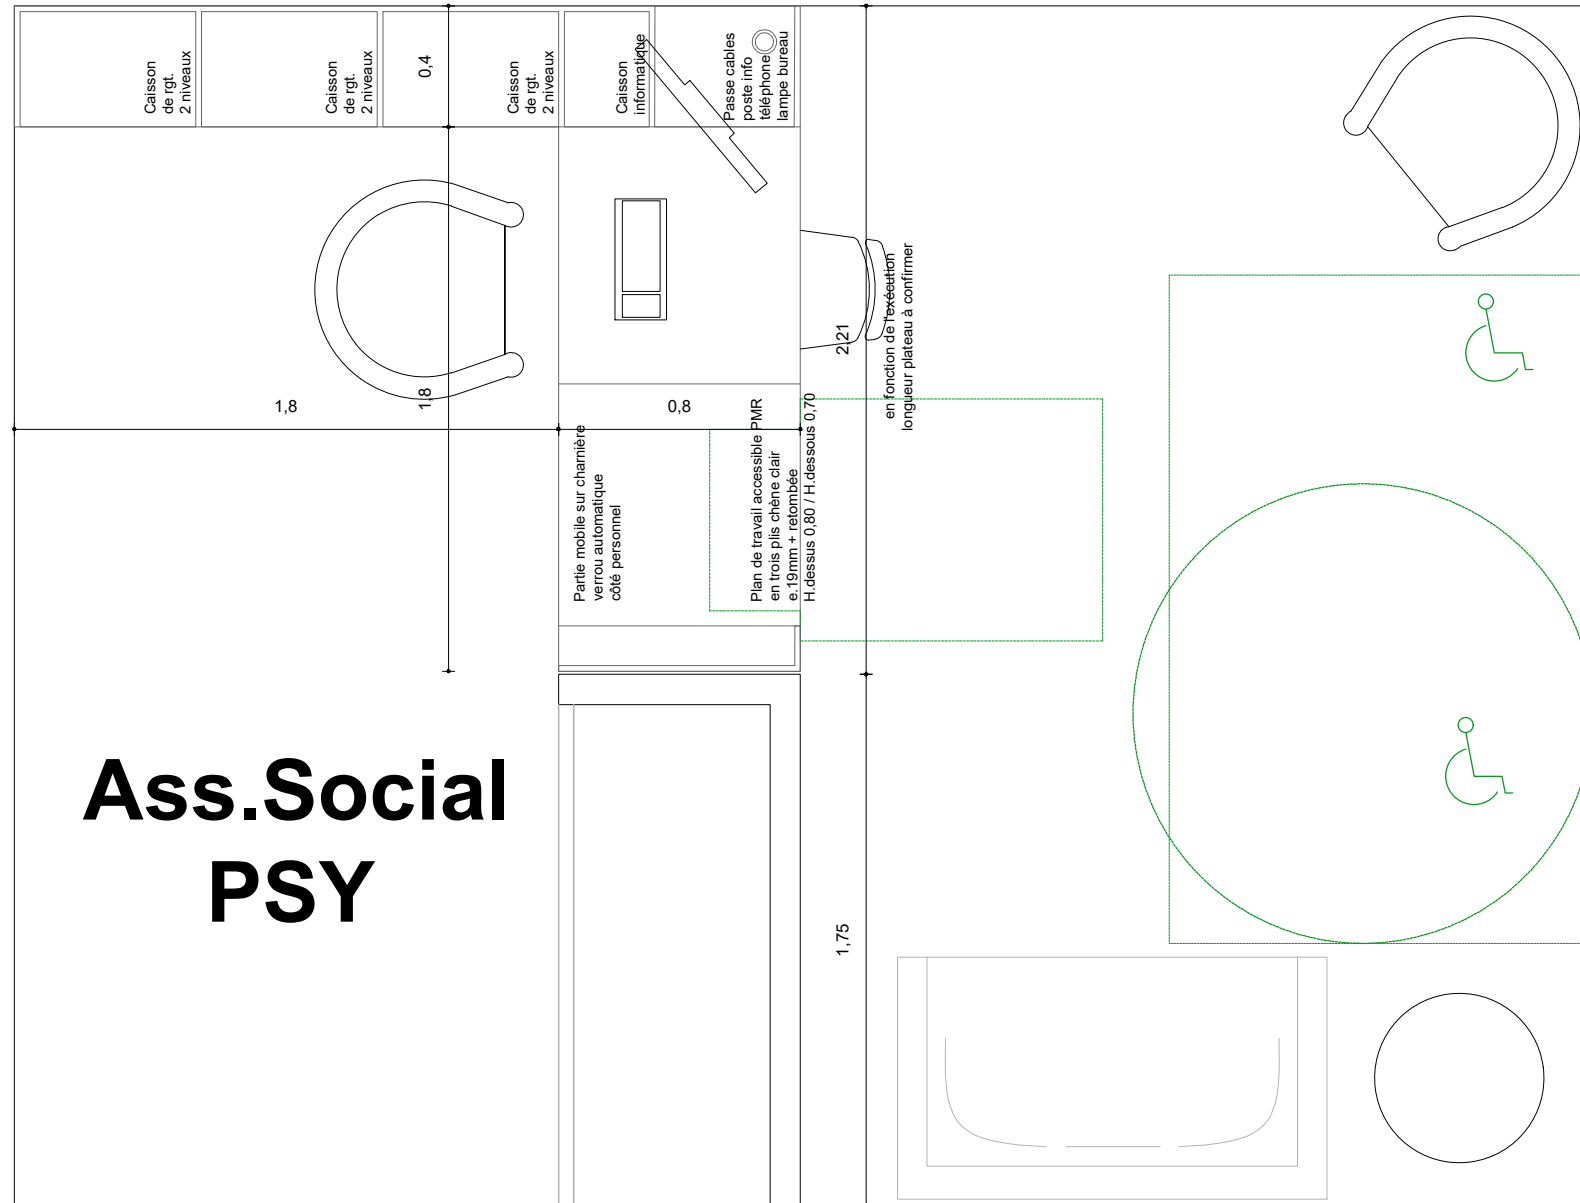 Caisson
de rgt.
2 niveaux
Caisson
de rgt.
2 niveaux
0,4
Caisson
de rgt.
2 niveaux
Caisson
informatique
Passe cables
poste info
téléphone
lampe bureau
en fonction de l'exécution
longueur plateau à confirmer
2,21
1,8
1,8
0,8
Partie mobile sur charnière
verrou automatique
côté personnel
Plan de travail accessible PMR
en trois plis chène clair
e.19mm + retombée
H.dessus 0,80 / H.dessous 0,70
Ass.Social
PSY
1,75